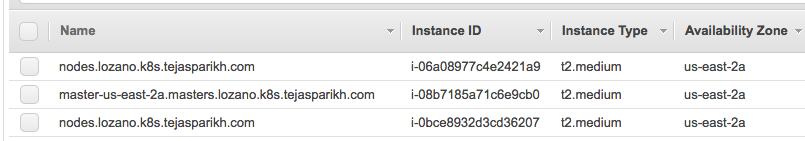 Name Instance ID Instance Type Availability Zone
nodes.lozano.k8s.tejasparikh.com i-06a08977c4e2421a9 t2.medium us-east-2a
master-us-east-2a.masters.lozano.k8s.tejasparikh.com i-08b7185a71c6e9cb0 t2.medium us-east-2a
nodes.lozano.k8s.tejasparikh.com i-0bce8932d3cd36207 t2.medium us-east-2a